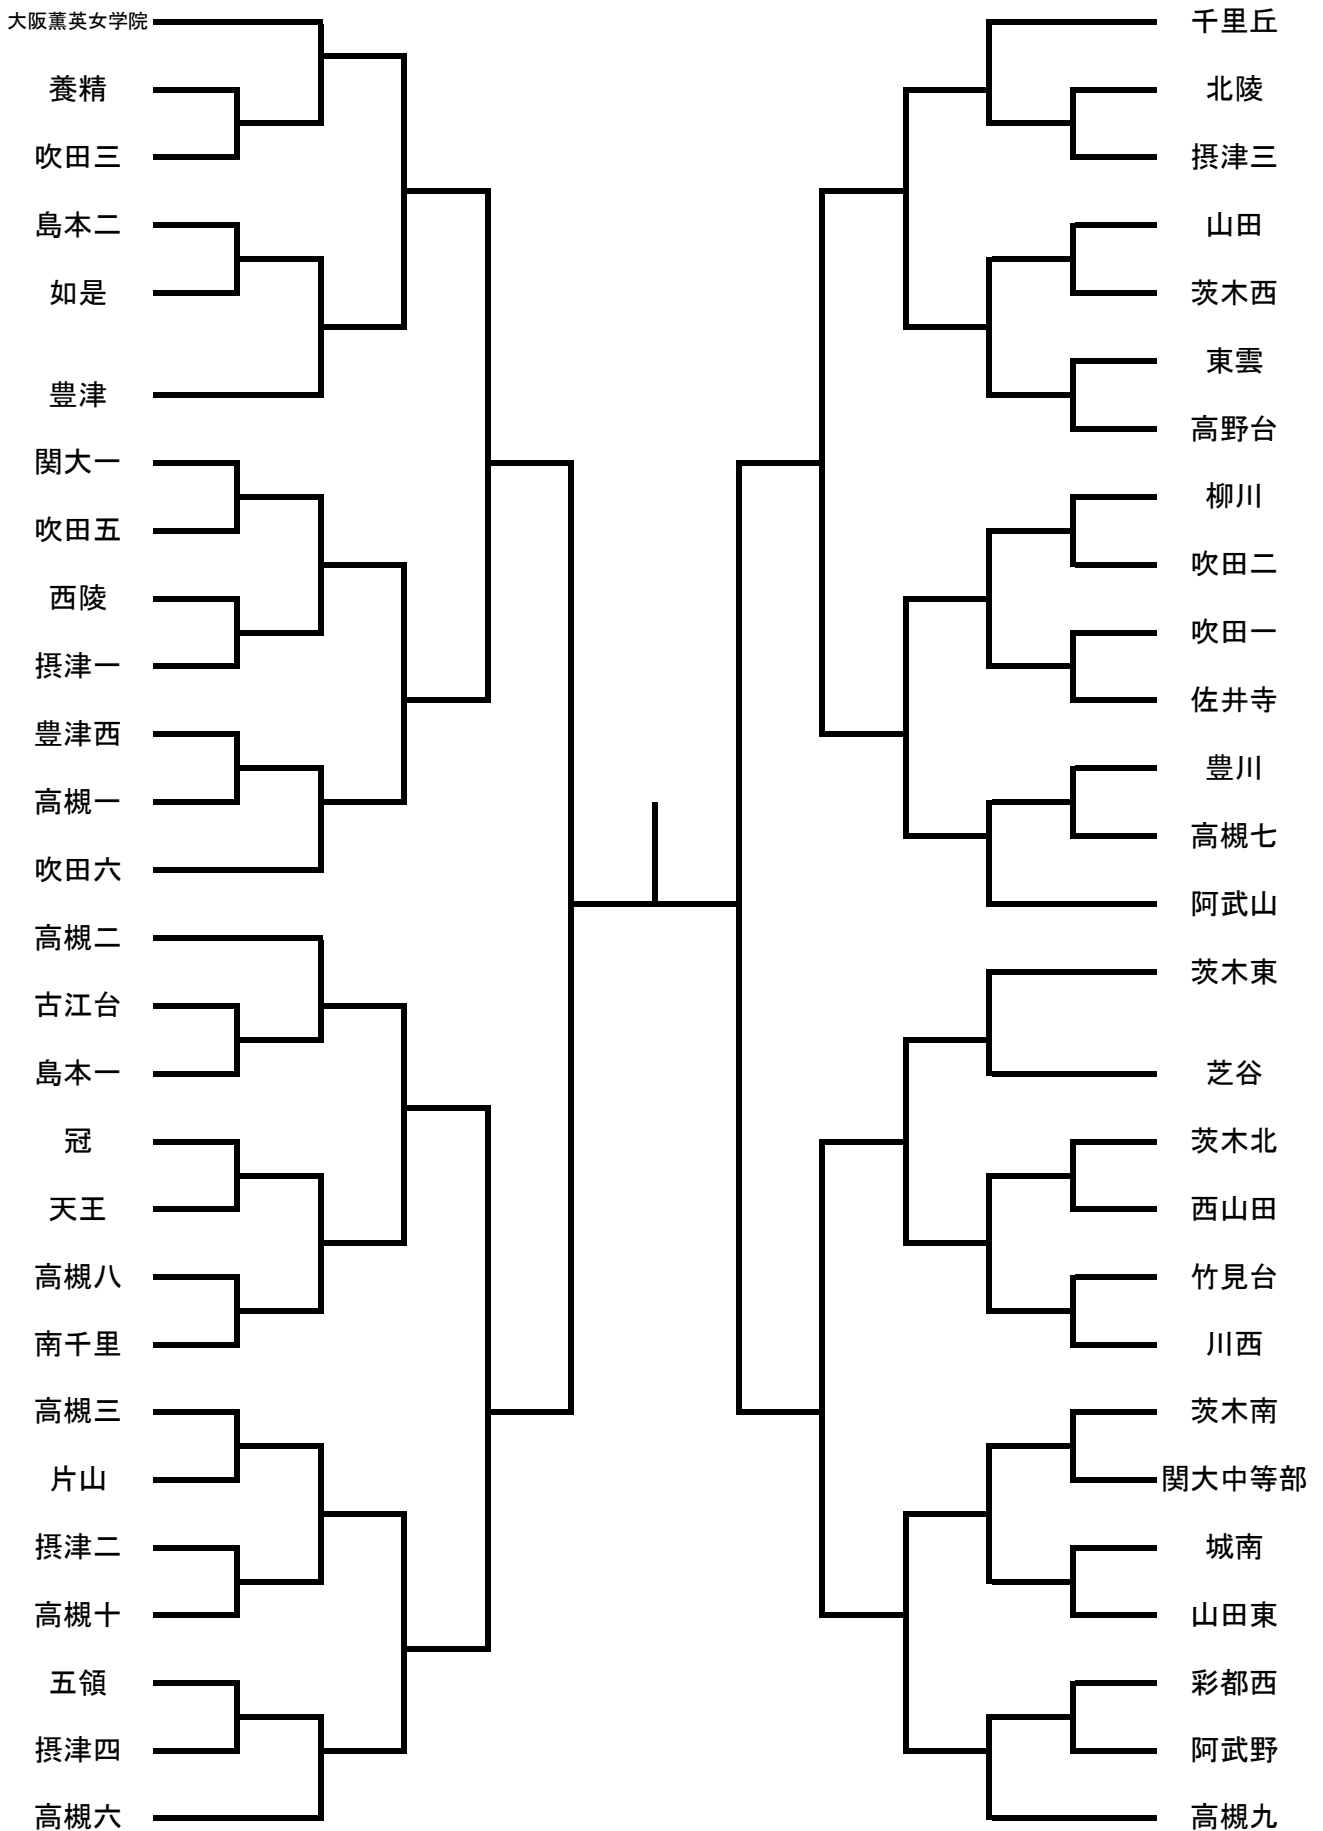 大阪薫英女学院
養精
吹田三
島本二
如是
豊津
関大一
吹田五
西陵
摂津一
豊津西
高槻一
吹田六
高槻二
古江台
島本一
冠
天王
高槻八
南千里
高槻三
片山
摂津二
高槻十
五領
摂津四
高槻六
千里丘
北陵
摂津三
山田
茨木西
東雲
高野台
柳川
吹田二
吹田一
佐井寺
豊川
高槻七
阿武山
茨木東
芝谷
茨木北
西山田
竹見台
川西
茨木南
関大中等部
城南
山田東
彩都西
阿武野
高槻九